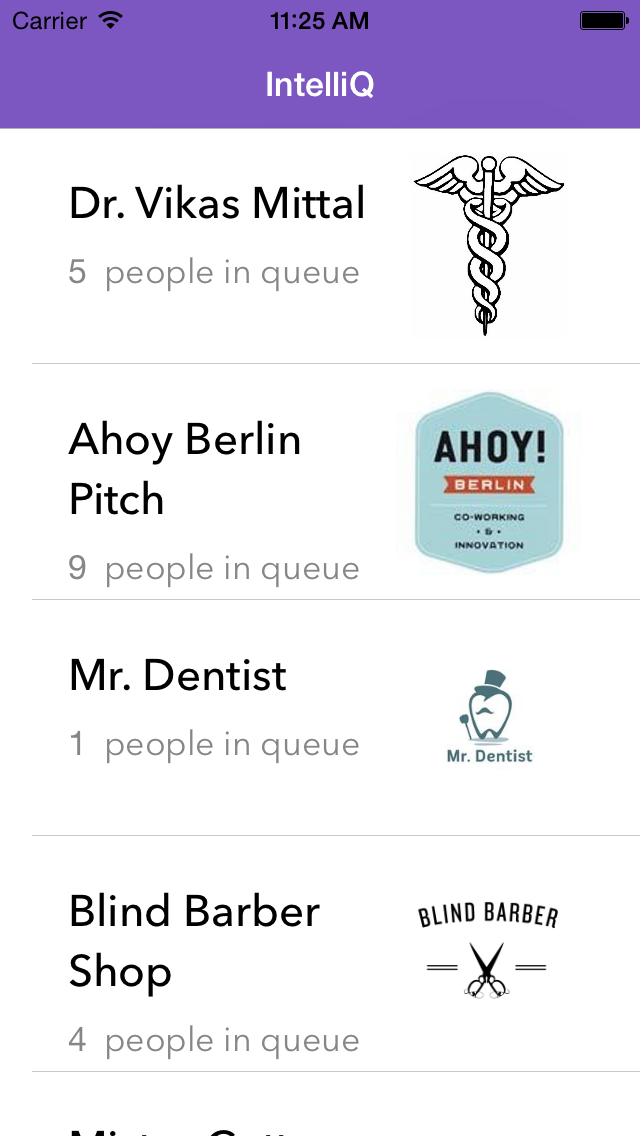 Carrier 11:25 AM
IntelliQ
Dr. Vikas Mittal
5 people in queue
Ahoy Berlin
Pitch
9 people in queue
AHOY!
BERLIN
CO-WORKING
&
INNOVATION
Mr. Dentist
1 people in queue
Mr. Dentist
Blind Barber
Shop
4 people in queue
BLIND BARBER